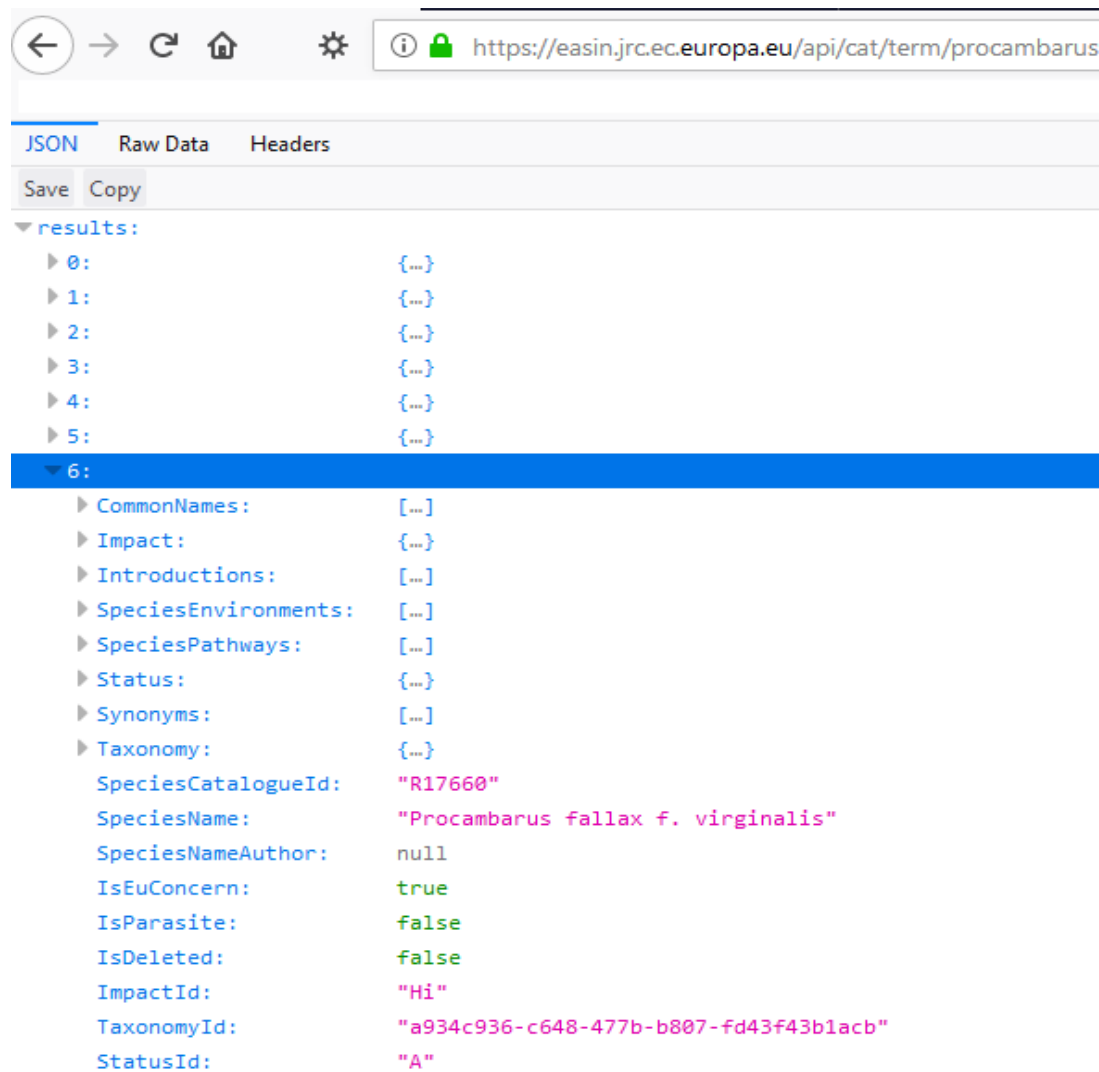 https://easin.jrc.ec.europa.eu/api/cat/term/procambarus
JSON Raw Data Headers
Save Copy
results:
0: {…}
1: {…}
2: {…}
3: {…}
4: {…}
5: {…}
6:
CommonNames: […]
Impact: {…}
Introductions: […]
SpeciesEnvironments: […]
SpeciesPathways: […]
Status: {…}
Synonyms: […]
Taxonomy: {…}
SpeciesCatalogueId: "R17660"
SpeciesName: "Procambarus fallax f. virginalis"
SpeciesNameAuthor: null
IsEuConcern: true
IsParasite: false
IsDeleted: false
ImpactId: "Hi"
TaxonomyId: "a934c936-c648-477b-b807-fd43f43b1acb"
StatusId: "A"